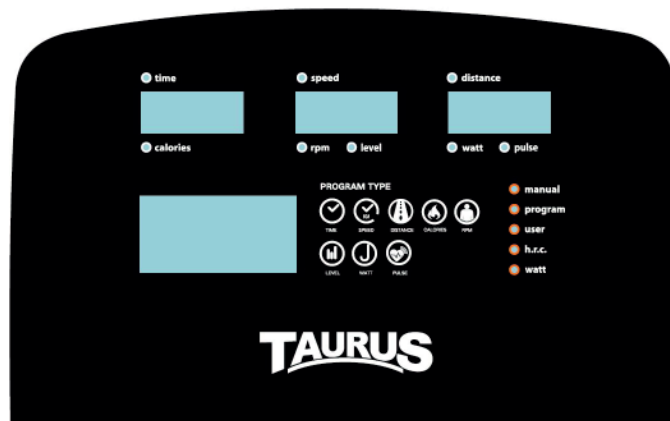 time speed distance
calories rpm level watt pulse
PROGRAM TYPE
TIME SPEED DISTANCE CALORIES RPM
LEVEL WATT PULSE
manual
program
user
h.r.c.
watt
TAURUS